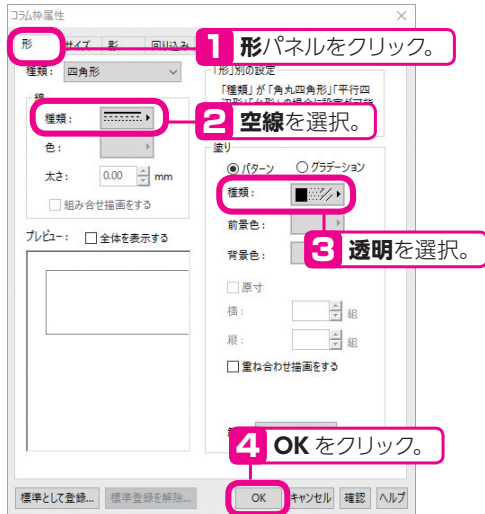 コラム枠属性
形 サイズ 影 回り込み
1 形パネルをクリック。
種類： 四角形
「形」別の設定
「種類」が「角丸四角形」「平行四
線
種類：
2 空線を選択。
色：
太さ： 0.00 mm
組み合せ描画をする
プレビュー： 全体を表示する
塗り
パターン グラデーション
種類：
前景色：
3 透明を選択。
背景色：
原寸
横： 組
縦： 組
重ね合わせ描画をする
4 OK をクリック。
標準として登録... 標準登録を解除... OK キャンセル 確認 ヘルプ